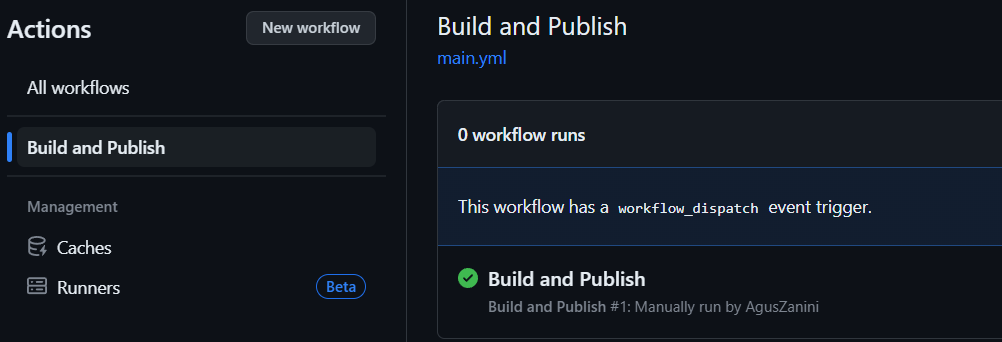 Actions
New workflow
All workflows
Build and Publish
Management
Caches
Runners
Beta
Build and Publish
main.yml
0 workflow runs
This workflow has a workflow_dispatch event trigger.
Build and Publish
Build and Publish #1: Manually run by AgusZanini